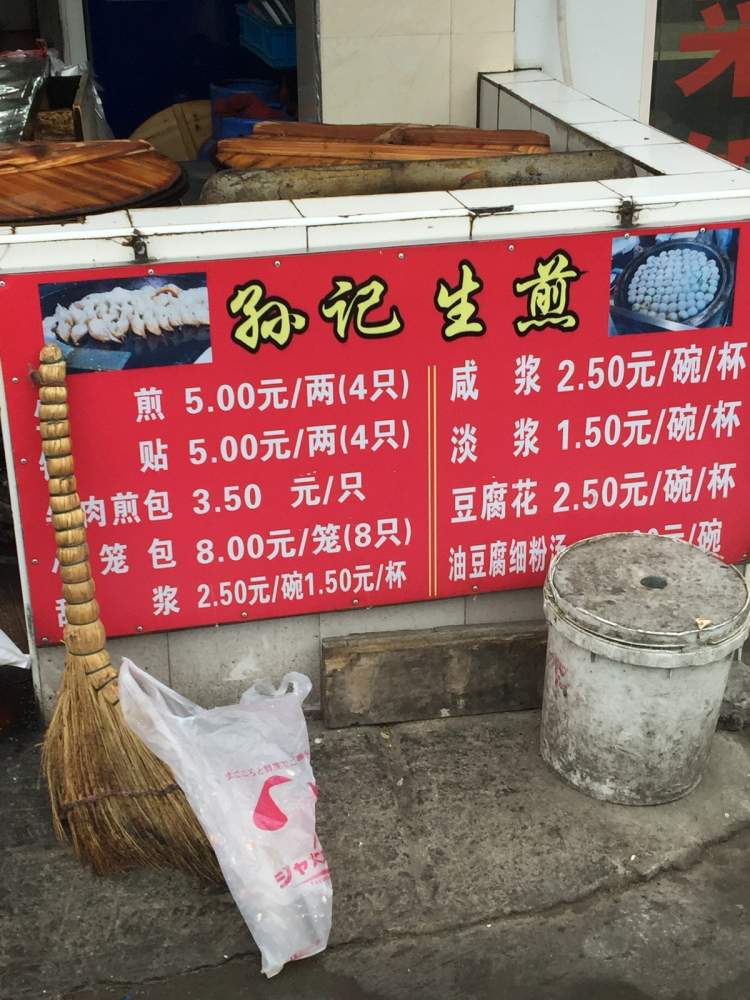 孙记 生煎
煎 5.00元/两(4只)
贴 5.00元/两(4只)
肉煎包 3.50 元/只
笼包 8.00元/笼(8只)
甜 浆 2.50元/碗1.50元/杯
咸 浆 2.50元/碗/杯
淡 浆 1.50元/碗/杯
豆腐花 2.50元/碗/杯
油豆腐细粉汤 元/碗
米
ジャ